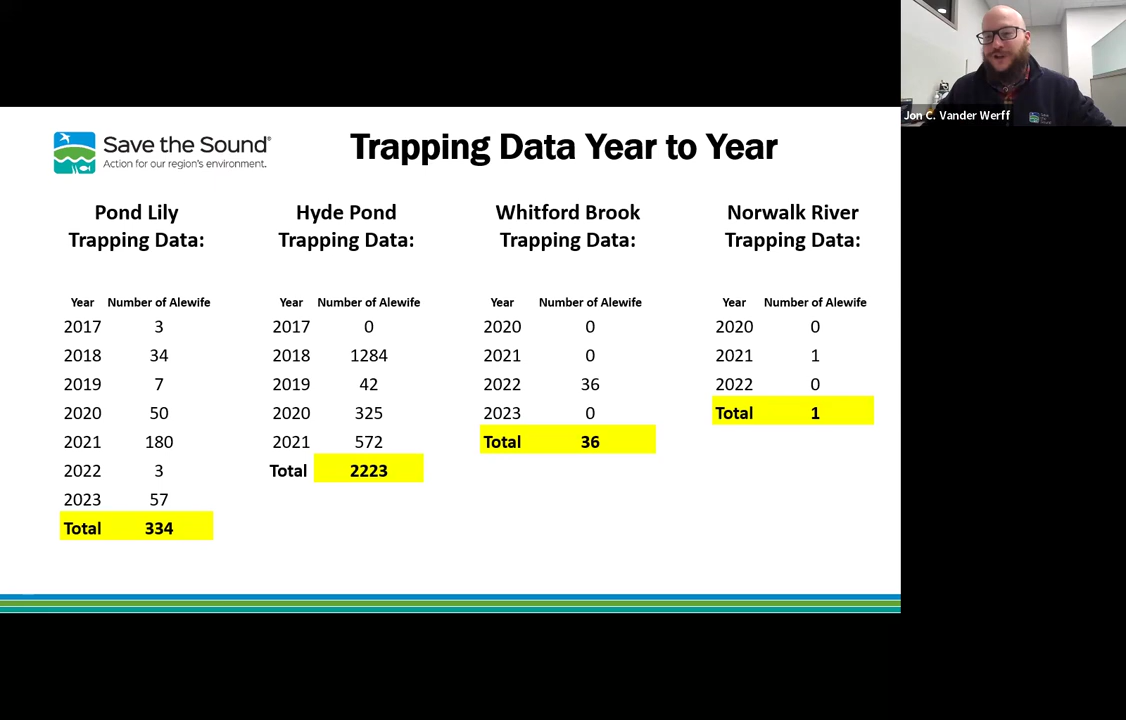 Jon C. Vander Werff
Save the Sound®
Action for our region's environment.
Trapping Data Year to Year
Pond Lily
Trapping Data:
Year Number of Alewife
2017 3
2018 34
2019 7
2020 50
2021 180
2022 3
2023 57
Total 334
Hyde Pond
Trapping Data:
Year Number of Alewife
2017 0
2018 1284
2019 42
2020 325
2021 572
Total 2223
Whitford Brook
Trapping Data:
Year Number of Alewife
2020 0
2021 0
2022 36
2023 0
Total 36
Norwalk River
Trapping Data:
Year Number of Alewife
2020 0
2021 1
2022 0
Total 1